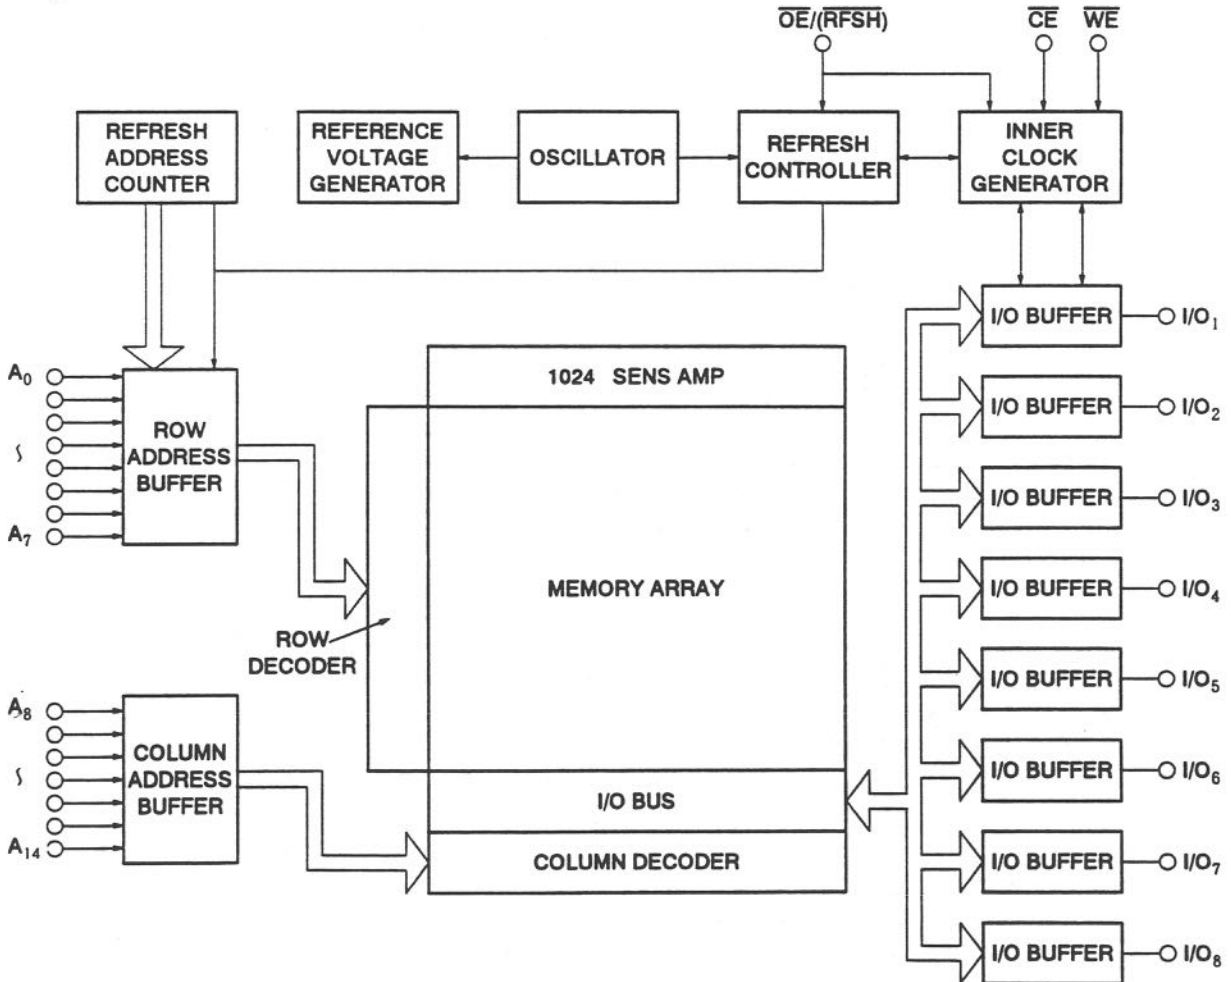 OE/(RFSH)
CE
WE
REFRESH
ADDRESS
COUNTER
REFERENCE
VOLTAGE
GENERATOR
OSCILLATOR
REFRESH
CONTROLLER
INNER
CLOCK
GENERATOR
I/O BUFFER
I/O1
1024 SENS AMP
A0
I/O BUFFER
I/O2
ROW
ADDRESS
BUFFER
I/O BUFFER
I/O3
A7
MEMORY ARRAY
I/O BUFFER
I/O4
ROW
DECODER
I/O BUFFER
I/O5
A8
COLUMN
ADDRESS
BUFFER
I/O BUS
I/O BUFFER
I/O6
A14
COLUMN DECODER
I/O BUFFER
I/O7
I/O BUFFER
I/O8